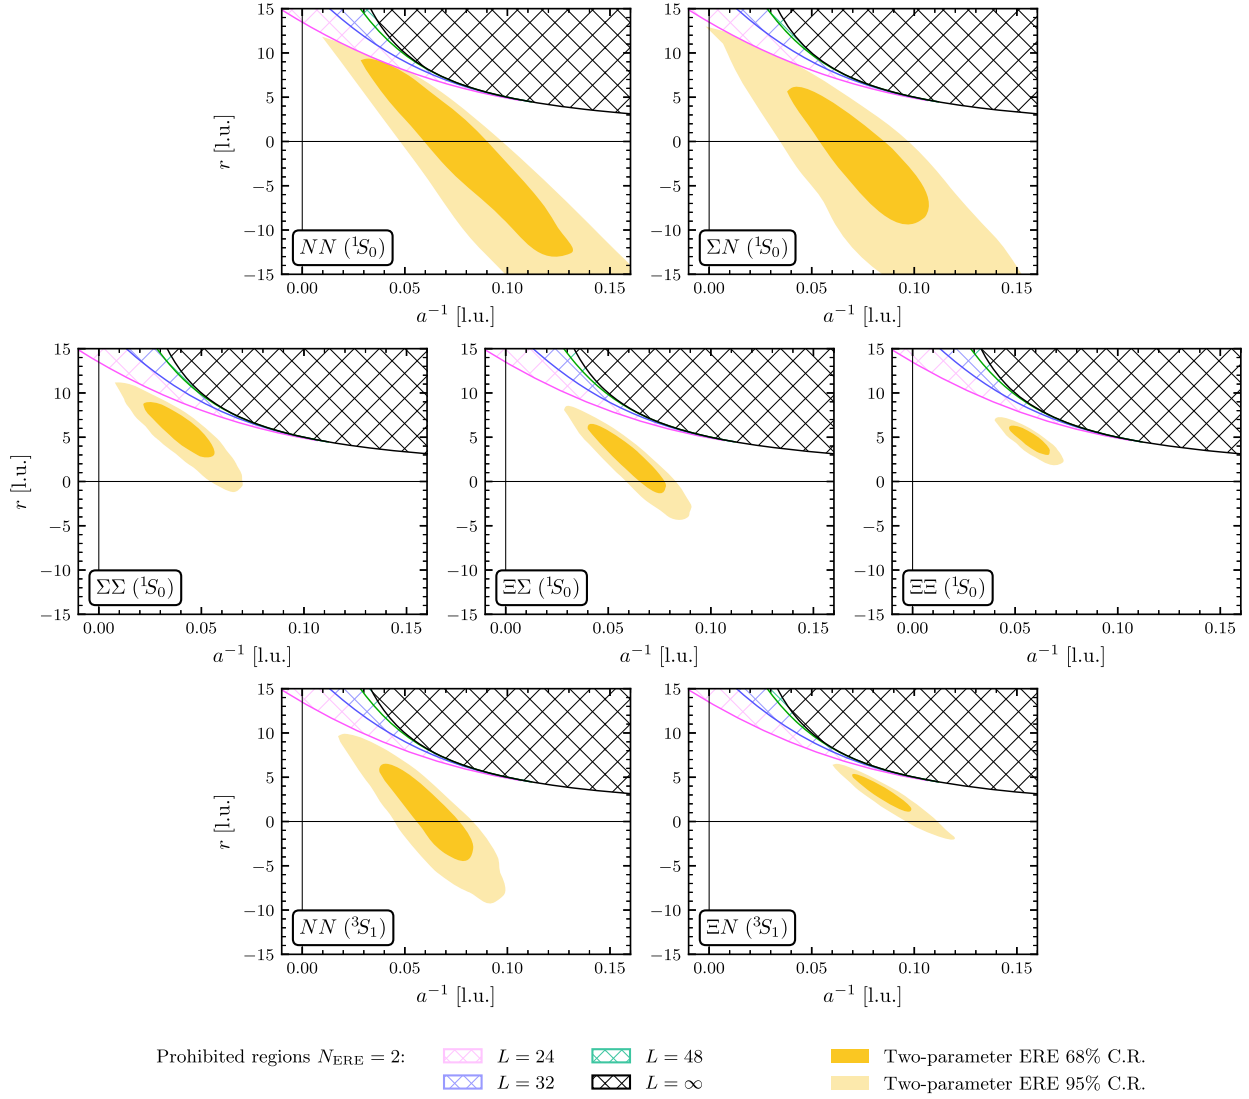 15
10
5
0
−5
−10
−15
r [l.u.]
NN (¹S₀)
0.00 0.05 0.10 0.15
a⁻¹ [l.u.]
15
10
5
0
−5
−10
−15
r [l.u.]
ΣN (¹S₀)
0.00 0.05 0.10 0.15
a⁻¹ [l.u.]
15
10
5
0
−5
−10
−15
r [l.u.]
ΣΣ (¹S₀)
0.00 0.05 0.10 0.15
a⁻¹ [l.u.]
15
10
5
0
−5
−10
−15
ΞΣ (¹S₀)
0.00 0.05 0.10 0.15
a⁻¹ [l.u.]
15
10
5
0
−5
−10
−15
ΞΞ (¹S₀)
0.00 0.05 0.10 0.15
a⁻¹ [l.u.]
15
10
5
0
−5
−10
−15
r [l.u.]
NN (³S₁)
0.00 0.05 0.10 0.15
a⁻¹ [l.u.]
15
10
5
0
−5
−10
−15
ΞN (³S₁)
0.00 0.05 0.10 0.15
a⁻¹ [l.u.]
Prohibited regions N_ERE = 2:
L = 24
L = 32
L = 48
L = ∞
Two-parameter ERE 68% C.R.
Two-parameter ERE 95% C.R.